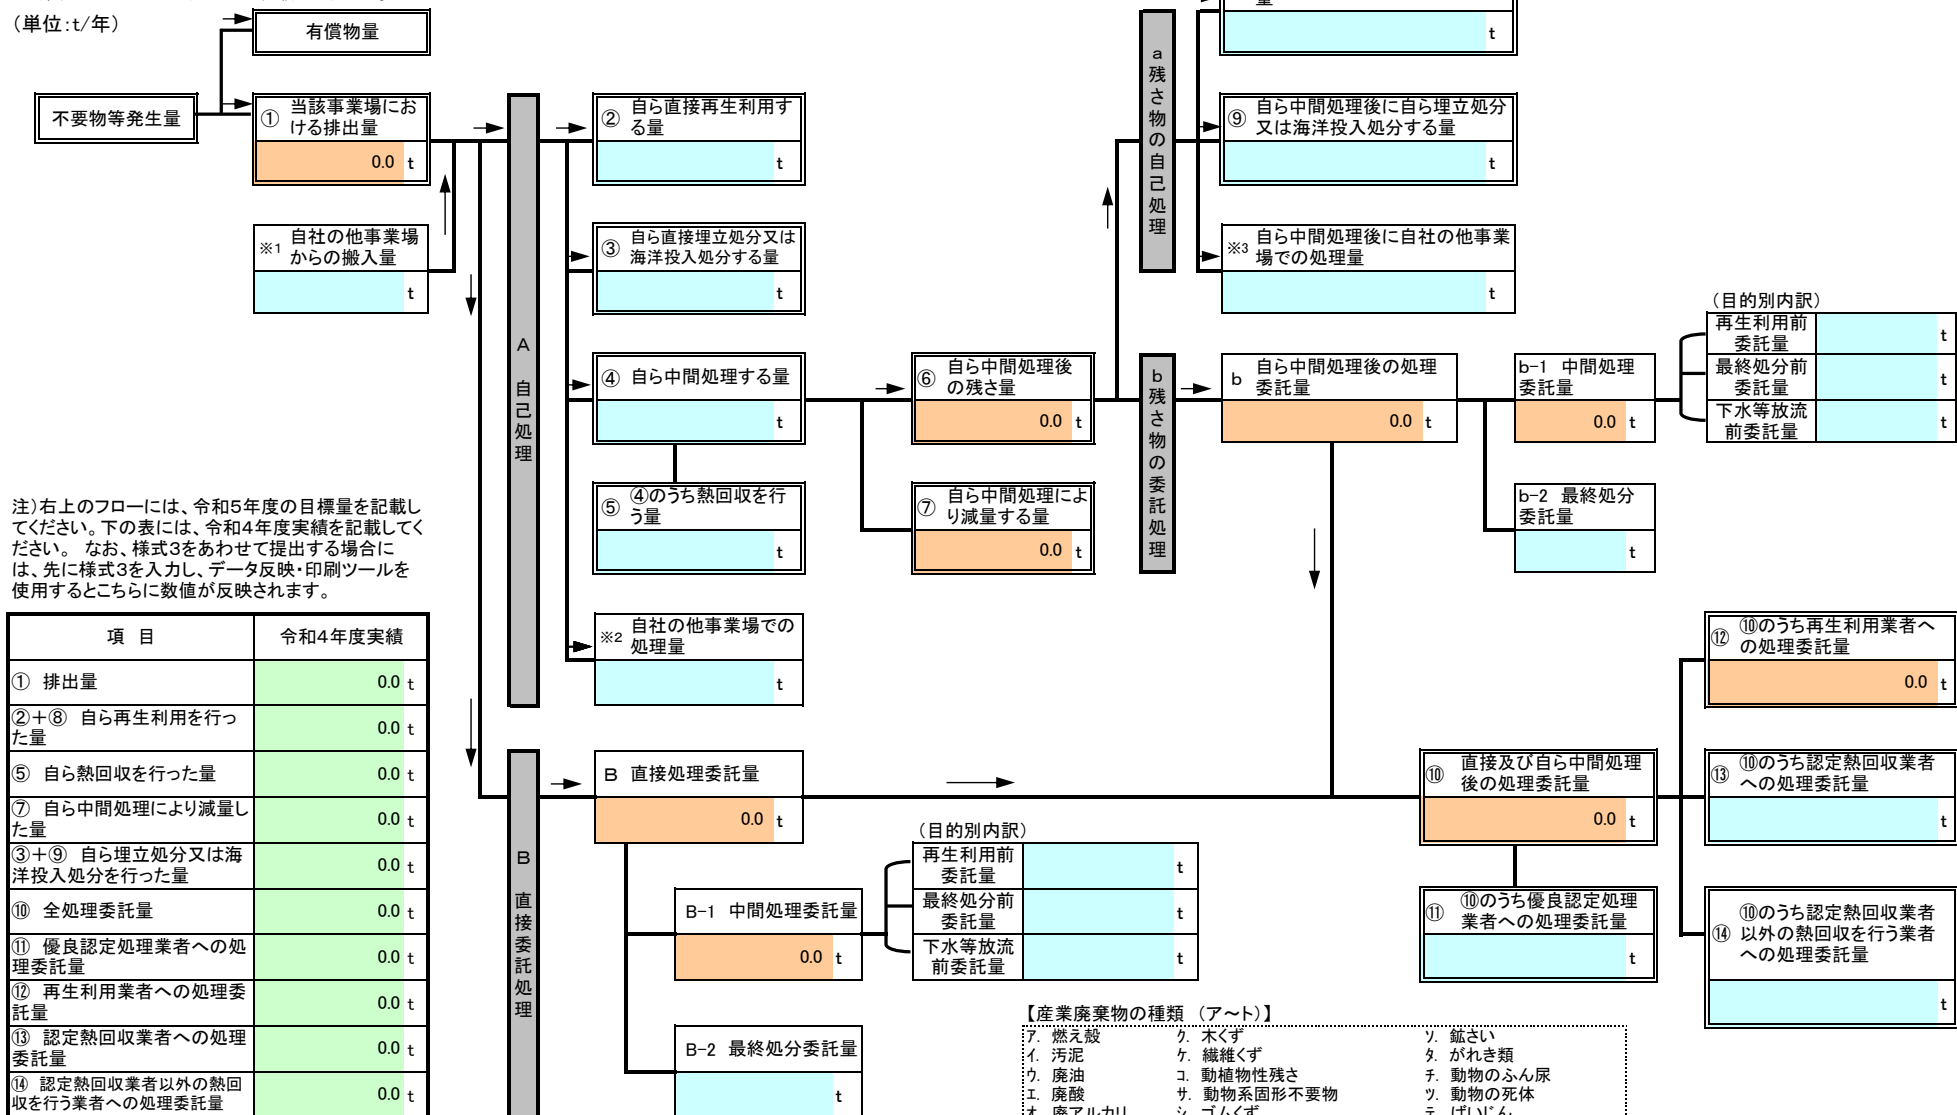 (単位:t/年)
有償物量
不要物等発生量
① 当該事業場にお
ける排出量
0.0 t
※1 自社の他事業場
からの搬入量
t
A 自己処理
② 自ら直接再生利用す
る量
t
③ 自ら直接埋立処分又は
海洋投入処分する量
t
④ 自ら中間処理する量
t
⑤ ④のうち熱回収を行
う量
t
※2 自社の他事業場での
処理量
t
⑥ 自ら中間処理後
の残さ量
0.0 t
⑦ 自ら中間処理によ
り減量する量
0.0 t
a残さ物の自己処理
量
t
⑨ 自ら中間処理後に自ら埋立処分
又は海洋投入処分する量
t
※3 自ら中間処理後に自社の他事業
場での処理量
t
b残さ物の委託処理
b 自ら中間処理後の処理
委託量
0.0 t
b-1 中間処理
委託量
0.0 t
b-2 最終処分
委託量
t
(目的別内訳)
再生利用前
委託量
t
最終処分前
委託量
t
下水等放流
前委託量
t
注)右上のフローには、令和5年度の目標量を記載し
てください。下の表には、令和4年度実績を記載してく
ださい。 なお、様式3をあわせて提出する場合に
は、先に様式3を入力し、データ反映・印刷ツールを
使用するとこちらに数値が反映されます。
項 目 令和4年度実績
① 排出量 0.0 t
②+⑧ 自ら再生利用を行っ
た量 0.0 t
⑤ 自ら熱回収を行った量 0.0 t
⑦ 自ら中間処理により減量し
た量 0.0 t
③+⑨ 自ら埋立処分又は海
洋投入処分を行った量 0.0 t
⑩ 全処理委託量 0.0 t
⑪ 優良認定処理業者への処
理委託量 0.0 t
⑫ 再生利用業者への処理委
託量 0.0 t
⑬ 認定熱回収業者への処理
委託量 0.0 t
⑭ 認定熱回収業者以外の熱回
収を行う業者への処理委託量 0.0 t
B 直接委託処理
B 直接処理委託量
0.0 t
B-1 中間処理委託量
0.0 t
B-2 最終処分委託量
t
(目的別内訳)
再生利用前
委託量
t
最終処分前
委託量
t
下水等放流
前委託量
t
⑩ 直接及び自ら中間処理
後の処理委託量
0.0 t
⑪ ⑩のうち優良認定処理
業者への処理委託量
t
⑫ ⑩のうち再生利用業者へ
の処理委託量
0.0 t
⑬ ⑩のうち認定熱回収業者
への処理委託量
t
⑭ ⑩のうち認定熱回収業者
以外の熱回収を行う業者
への処理委託量
t
【産業廃棄物の種類 (ア~ト)】
ア. 燃え殻 ク. 木くず ソ. 鉱さい
イ. 汚泥 ケ. 繊維くず タ. がれき類
ウ. 廃油 コ. 動植物性残さ チ. 動物のふん尿
エ. 廃酸 サ. 動物系固形不要物 ツ. 動物の死体
オ. 廃アルカリ シ. ゴムくず テ. ばいじん